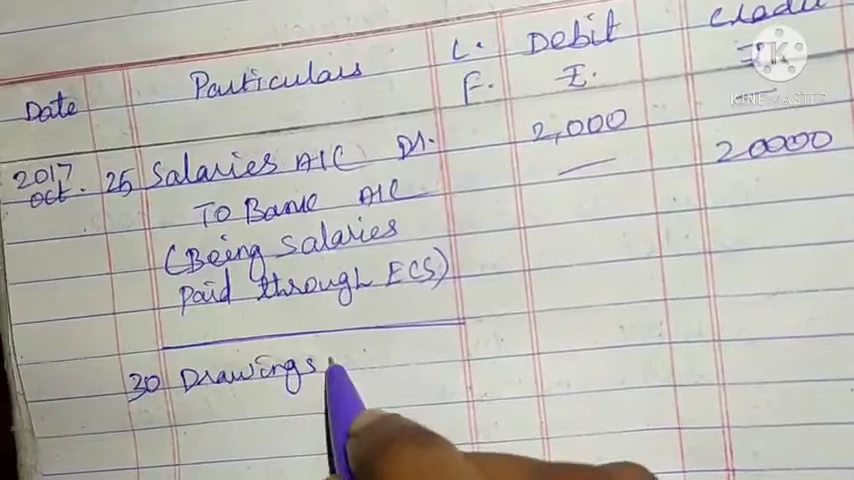 Date Particulars L. F. Debit ₹. Credit ₹
KINEMASTER
2017
Oct. 25 Salaries A/C Dr. 2,000
To Bank A/C — 20000
(Being Salaries
Paid through ECS)
30 Drawings